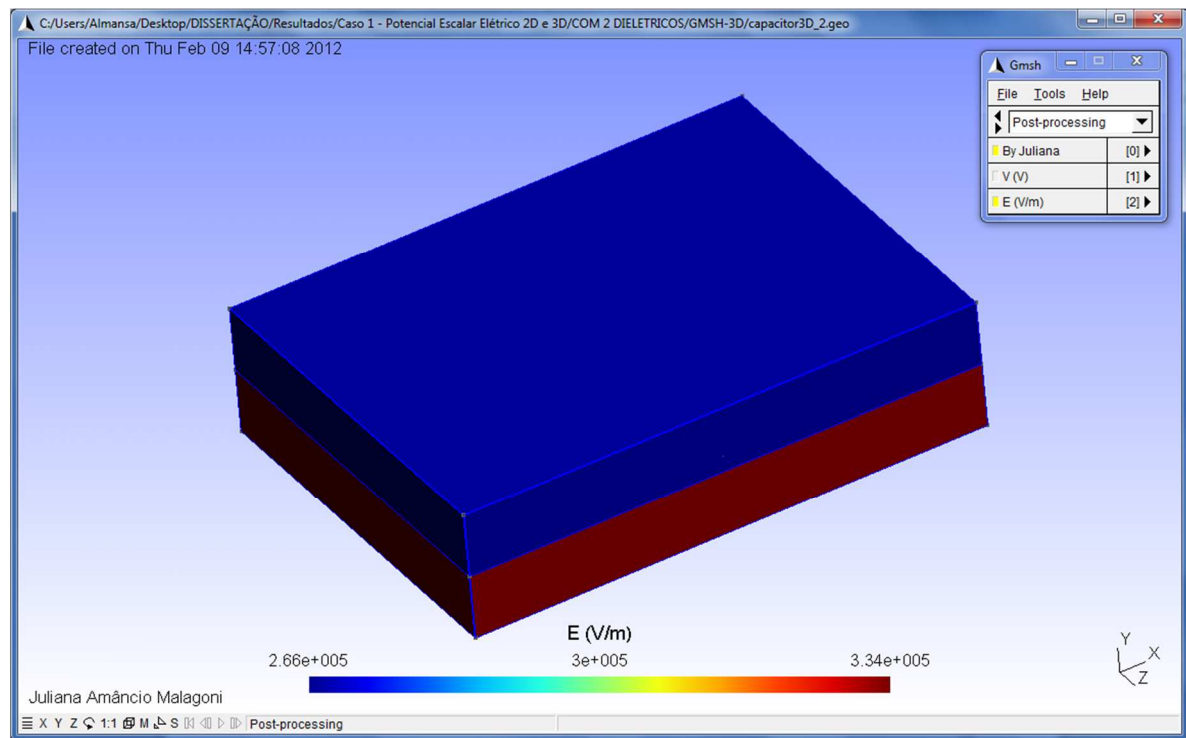 C:/Users/Almansa/Desktop/DISSERTAÇÃO/Resultados/Caso 1 - Potencial Escalar Elétrico 2D e 3D/COM 2 DIELETRICOS/GMSH-3D/capacitor3D_2.geo
File created on Thu Feb 09 14:57:08 2012
Gmsh
File Tools Help
Post-processing
By Juliana [0]
V (V) [1]
E (V/m) [2]
E (V/m)
2.66e+005 3e+005 3.34e+005
Y
X
Z
Juliana Amâncio Malagoni
X Y Z 1:1 M S Post-processing